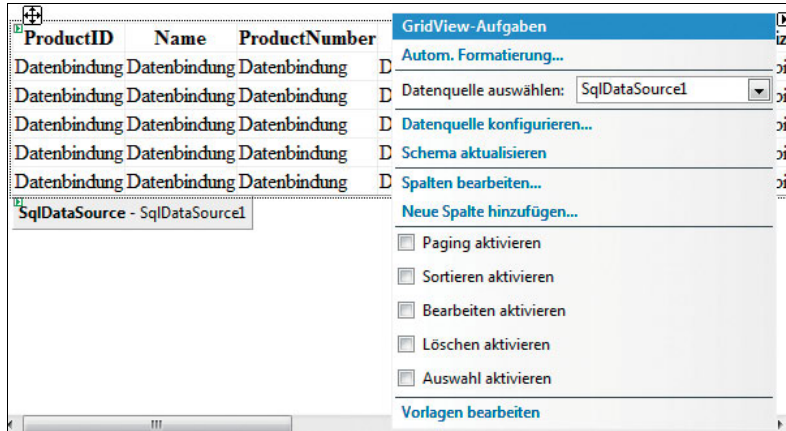 ProductID Name ProductNumber
Datenbindung Datenbindung Datenbindung D
Datenbindung Datenbindung Datenbindung D
Datenbindung Datenbindung Datenbindung D
Datenbindung Datenbindung Datenbindung D
Datenbindung Datenbindung Datenbindung D
SqlDataSource - SqlDataSource1
GridView-Aufgaben
Autom. Formatierung...
Datenquelle auswählen: SqlDataSource1
Datenquelle konfigurieren...
Schema aktualisieren
Spalten bearbeiten...
Neue Spalte hinzufügen...
Paging aktivieren
Sortieren aktivieren
Bearbeiten aktivieren
Löschen aktivieren
Auswahl aktivieren
Vorlagen bearbeiten